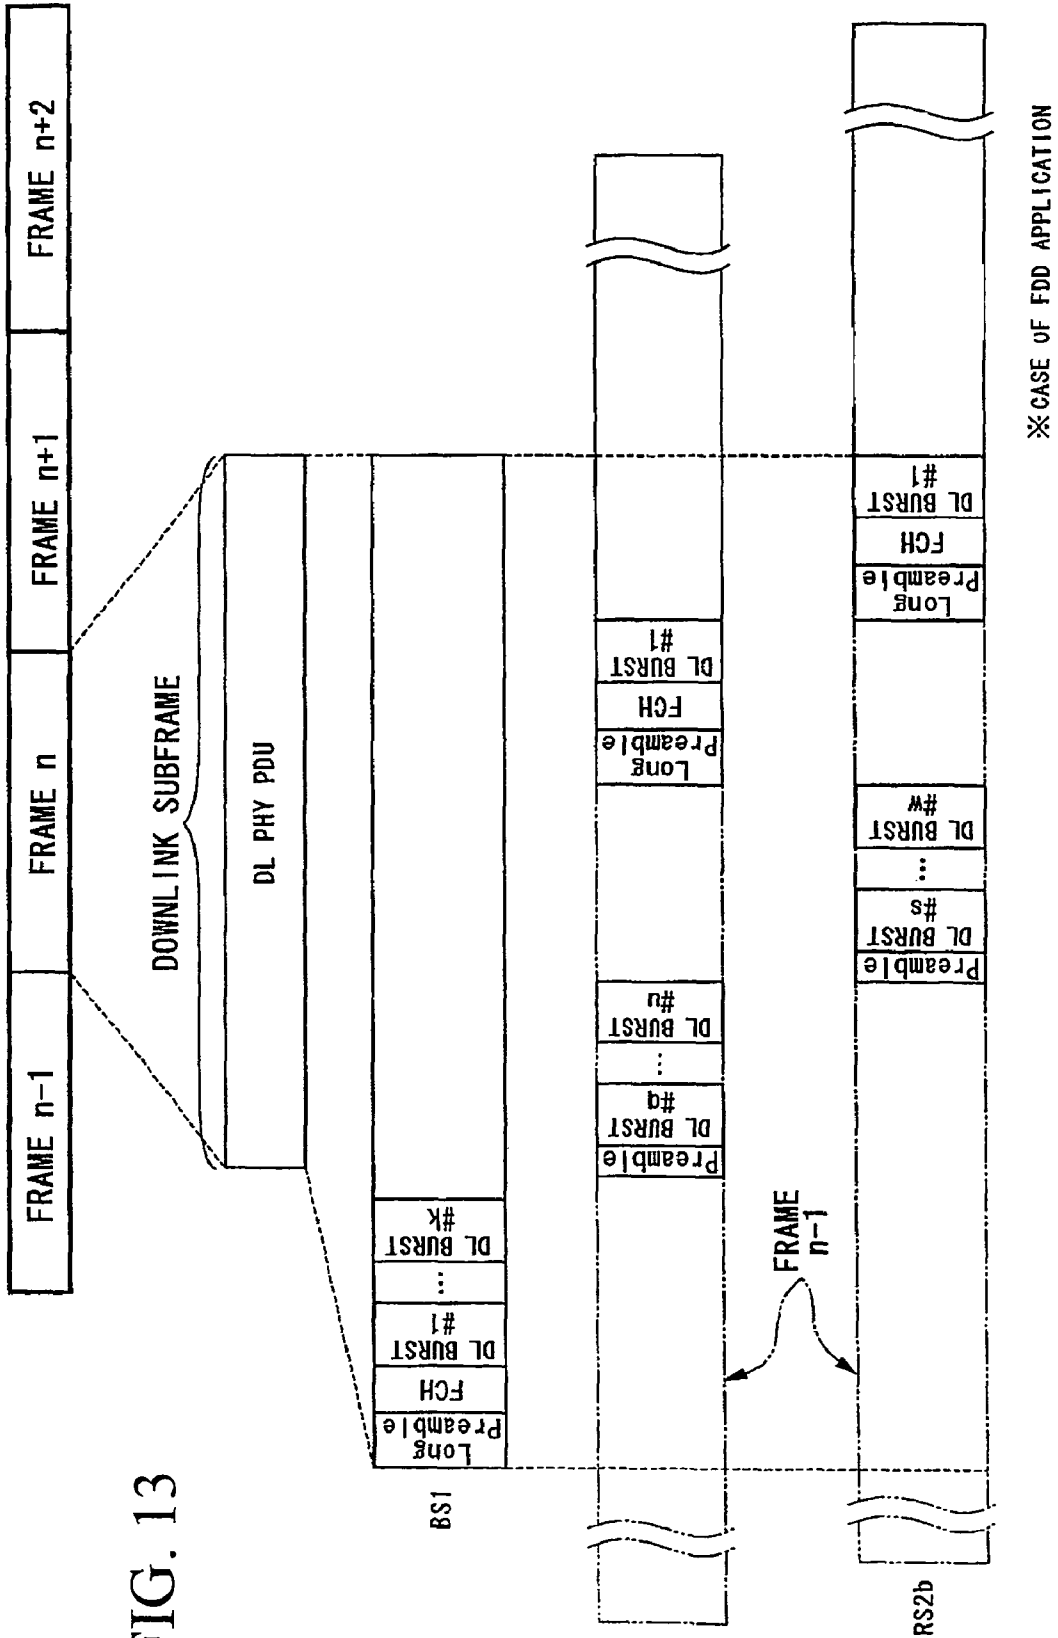 FIG. 13
FRAME n-1
FRAME n
FRAME n+1
FRAME n+2
DOWNLINK SUBFRAME
DL PHY PDU
BS1
Long
Preamble
FCH
DL BURST
#1
...
DL BURST
#k
Preamble
DL BURST
#q
...
DL BURST
#u
Long
Preamble
FCH
DL BURST
#1
FRAME
n-1
RS2b
Preamble
DL BURST
#s
...
DL BURST
#w
Long
Preamble
FCH
DL BURST
#1
※CASE OF FDD APPLICATION